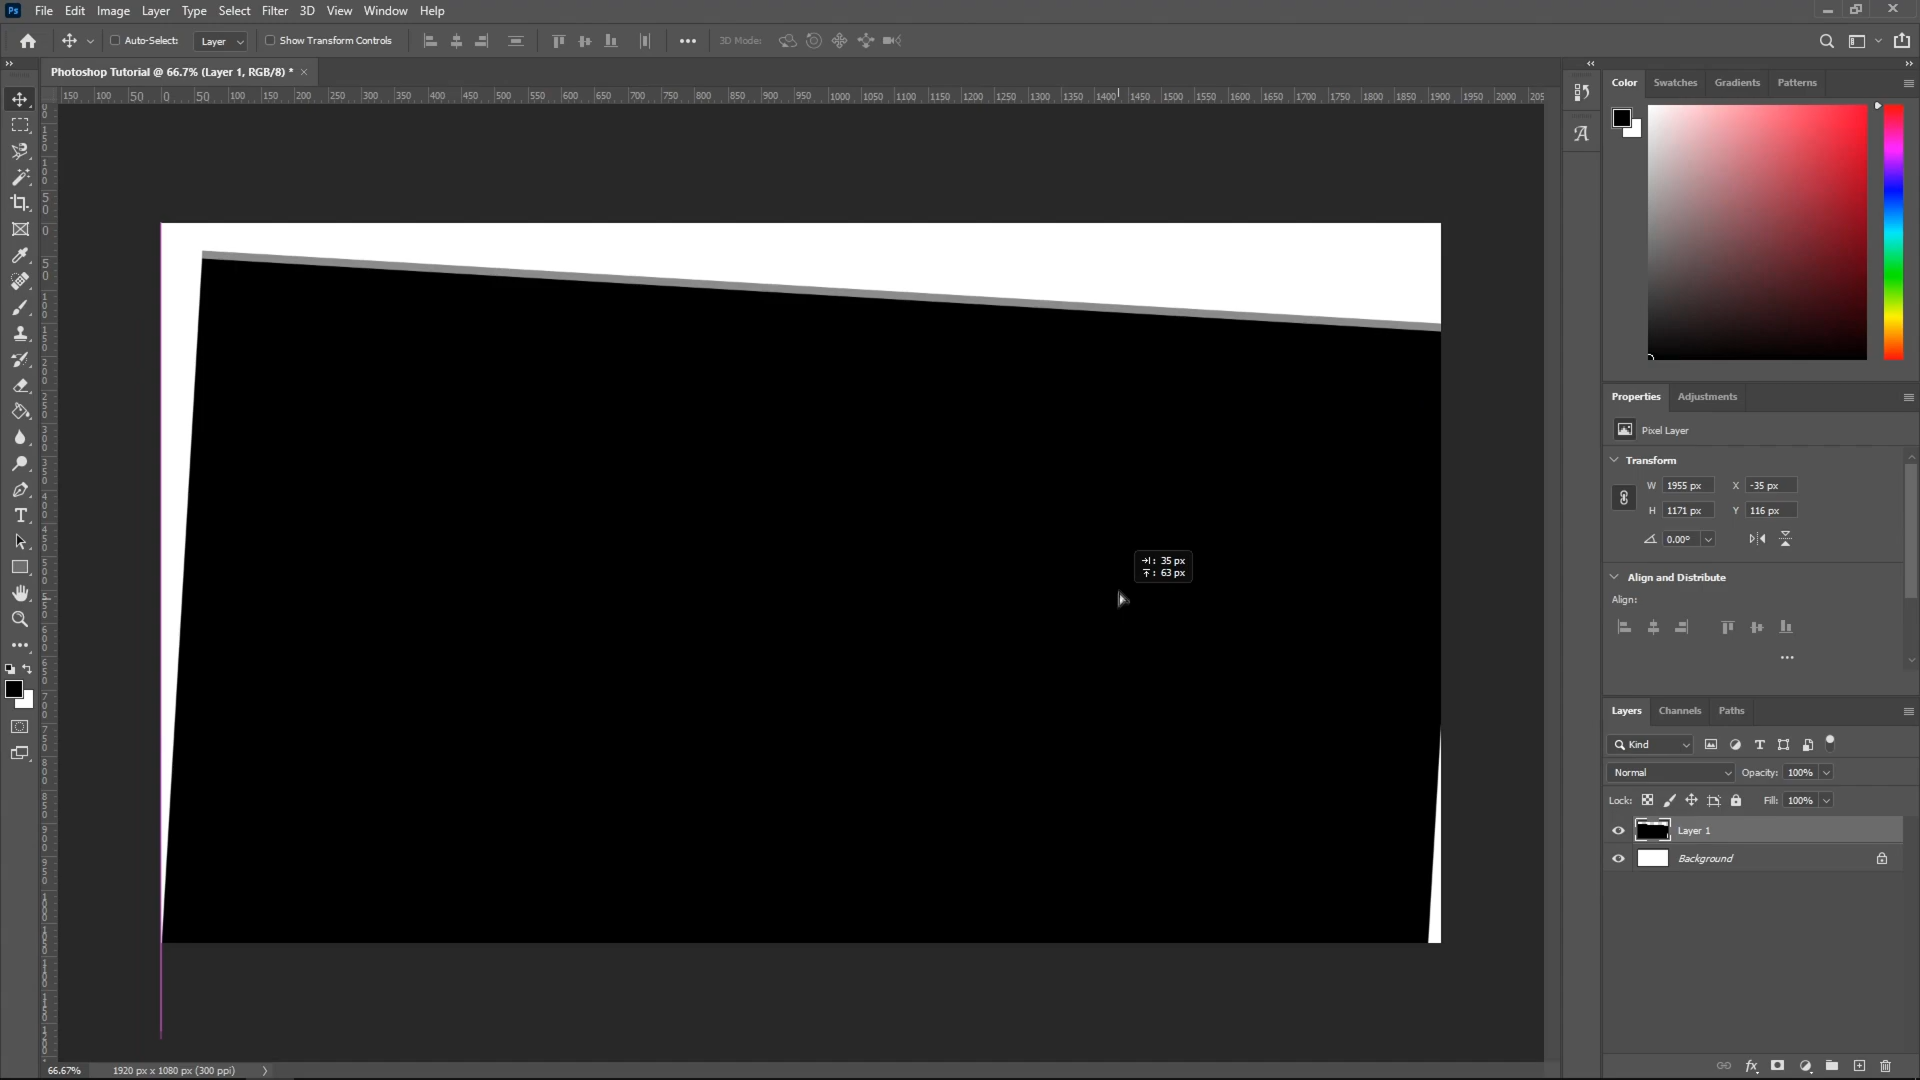 Ps File Edit Image Layer Type Select Filter 3D View Window Help
Auto-Select: Layer Show Transform Controls 3D Mode:
Photoshop Tutorial @ 66.7% (Layer 1, RGB/8) * ×
150 100 50 0 50 100 150 200 250 300 350 400 450 500 550 600 650 700 750 800 850 900 950 1000 1050 1100 1150 1200 1250 1300 1350 1400 1450 1500 1550 1600 1650 1700 1750 1800 1850 1900 1950 2000 205
Color Swatches Gradients Patterns
Properties Adjustments
Pixel Layer
Transform
W 1955 px X -35 px
H 1171 px Y 116 px
0.00°
Align and Distribute
Align:
: 35 px
: 63 px
Layers Channels Paths
Kind
Normal Opacity: 100%
Lock: Fill: 100%
Layer 1
Background
66.67% 1920 px x 1080 px (300 ppi)